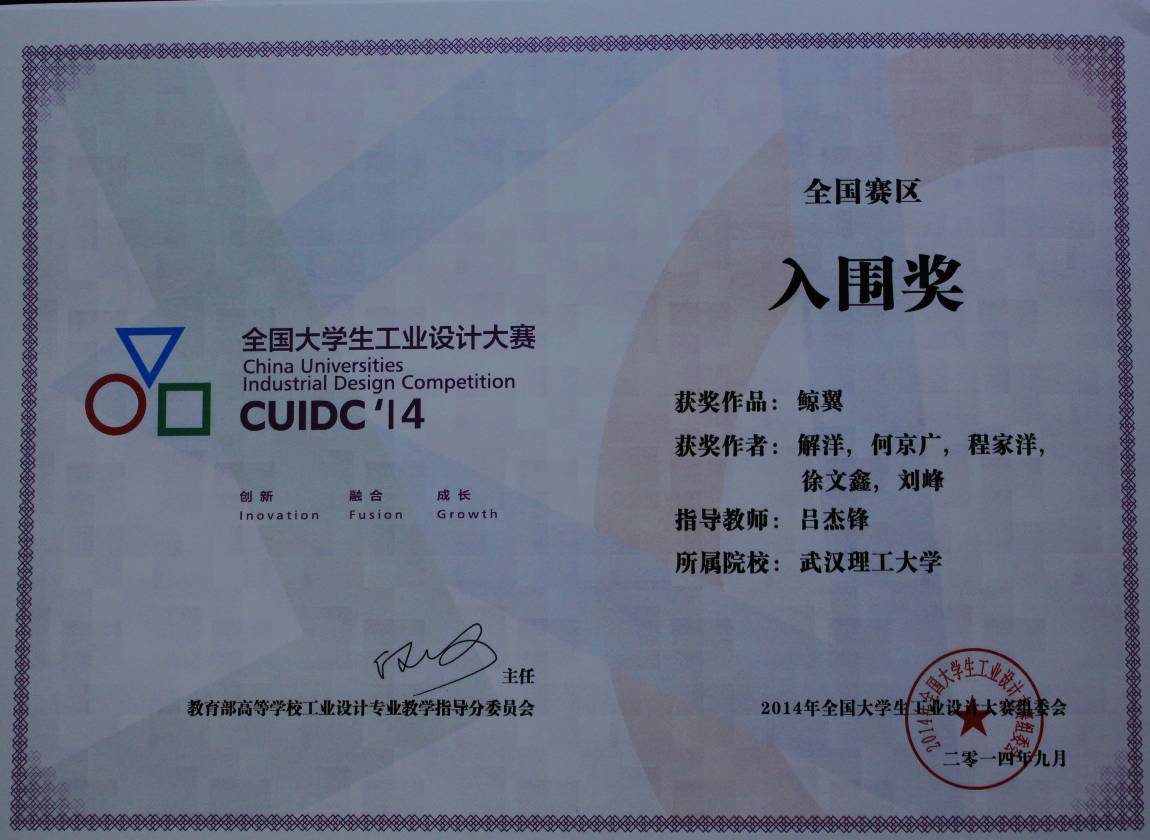 全国赛区
入围奖
全国大学生工业设计大赛
China Universities
Industrial Design Competition
CUIDC '14
创新 融合 成长
Inovation Fusion Growth
获奖作品：鲸翼
获奖作者：解洋，何京广，程家洋，
徐文鑫，刘峰
指导教师：吕杰锋
所属院校：武汉理工大学
主任
教育部高等学校工业设计专业教学指导分委员会
2014年全国大学生工业设计大赛组委会
二零一四年九月
2014年全国大学生工业设计大赛组委会